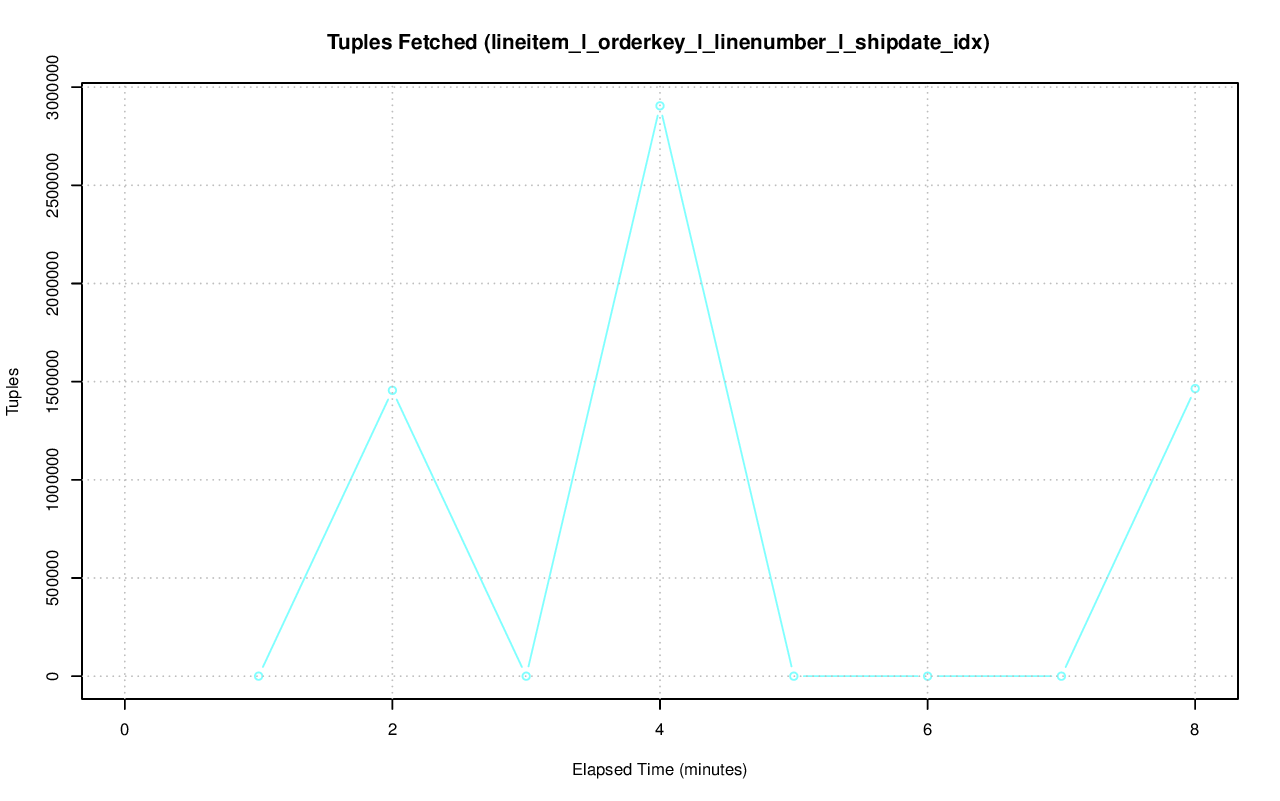 Tuples Fetched (lineitem_l_orderkey_l_linenumber_l_shipdate_idx)
3000000
2500000
2000000
1500000
1000000
500000
0
Tuples
0 2 4 6 8
Elapsed Time (minutes)